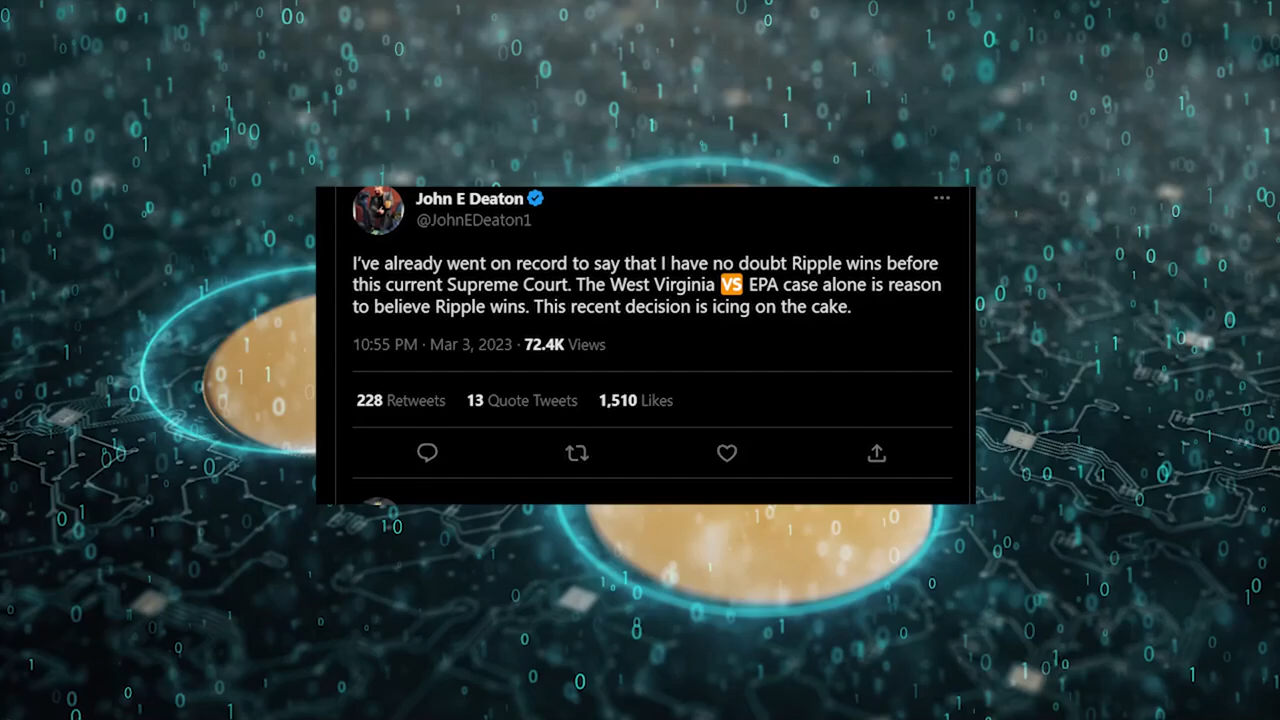 John E Deaton
@JohnEDeaton1
I've already went on record to say that I have no doubt Ripple wins before
this current Supreme Court. The West Virginia 🆚 EPA case alone is reason
to believe Ripple wins. This recent decision is icing on the cake.
10:55 PM · Mar 3, 2023 · 72.4K Views
228 Retweets 13 Quote Tweets 1,510 Likes